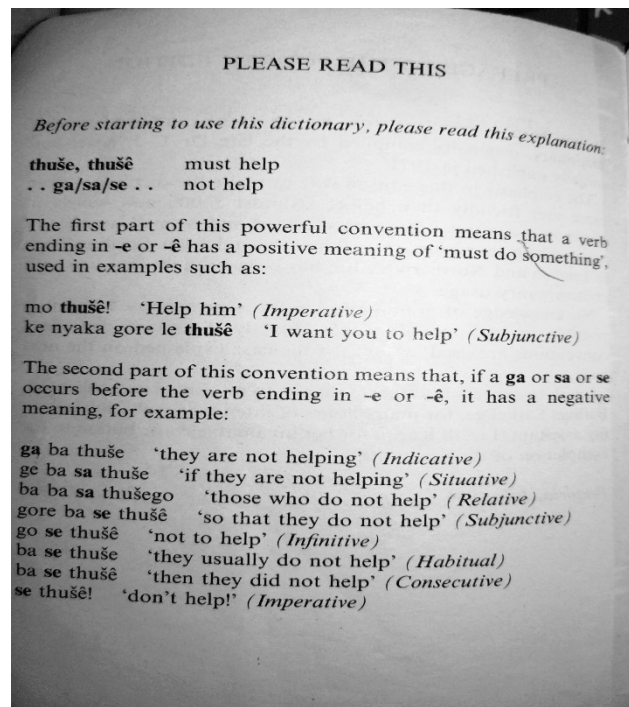 PLEASE READ THIS
Before starting to use this dictionary, please read this explanation:
thuše, thušê must help
. . ga/sa/se . . not help
The first part of this powerful convention means that a verb
ending in -e or -ê has a positive meaning of ‘must do something’,
used in examples such as:
mo thušê! ‘Help him’ (Imperative)
ke nyaka gore le thušê ‘I want you to help’ (Subjunctive)
The second part of this convention means that, if a ga or sa or se
occurs before the verb ending in -e or -ê, it has a negative
meaning, for example:
ga ba thuše ‘they are not helping’ (Indicative)
ge ba sa thuše ‘if they are not helping’ (Situative)
ba ba sa thušego ‘those who do not help’ (Relative)
gore ba se thušê ‘so that they do not help’ (Subjunctive)
go se thušê ‘not to help’ (Infinitive)
ba se thuše ‘they usually do not help’ (Habitual)
ba se thušê ‘then they did not help’ (Consecutive)
se thušê! ‘don’t help!’ (Imperative)